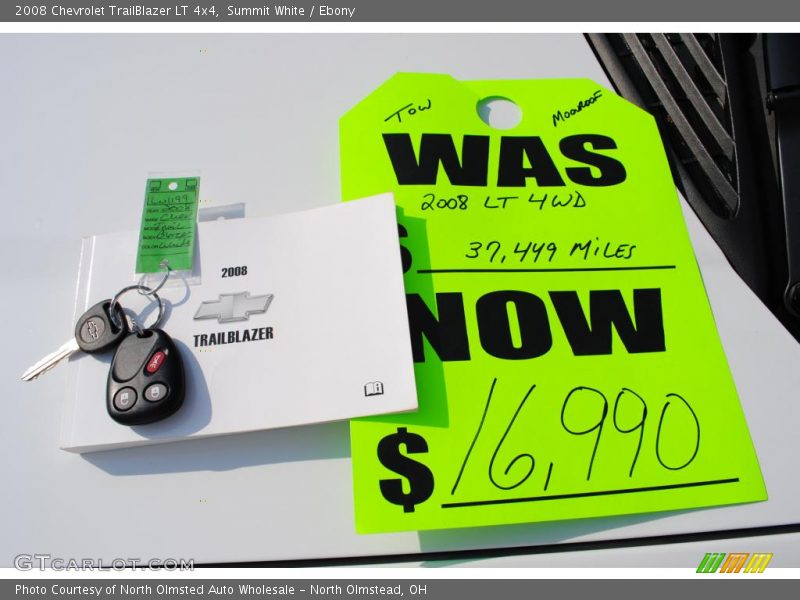 2008 Chevrolet TrailBlazer LT 4x4,  Summit White / Ebony
TOW
MOONROOF
WAS
2008 LT 4WD
$
37,449 MILES
NOW
$ 16,990
2008
TRAILBLAZER
GTcarlot.com
Photo Courtesy of North Olmsted Auto Wholesale - North Olmstead, OH